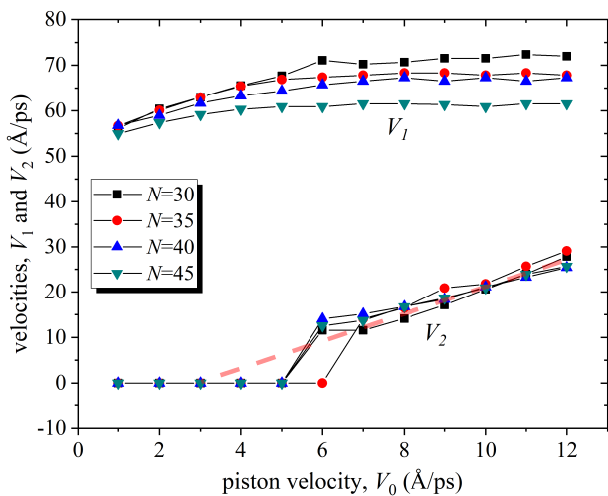 80
70
60
50
40
30
20
10
0
-10
velocities, V₁ and V₂ (Å/ps)
V₁
N=30
N=35
N=40
N=45
V₂
0 2 4 6 8 10 12
piston velocity, V₀ (Å/ps)